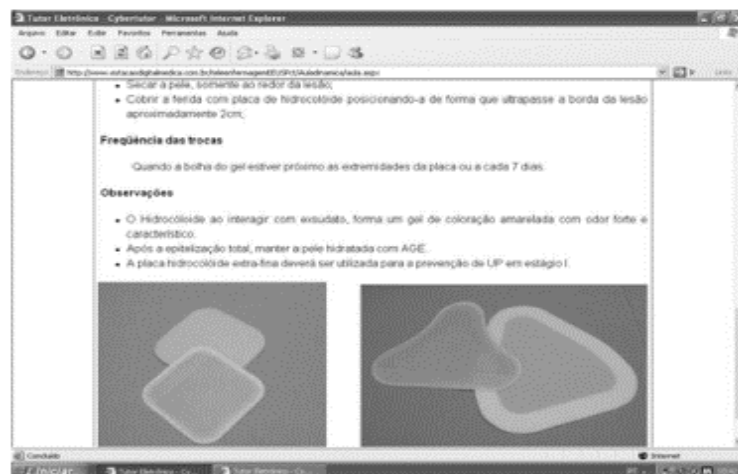 Tutor Eletrônico - Cybertutor - Microsoft Internet Explorer
Arquivo Editar Exibir Favoritos Ferramentas Ajuda
Secar a pele, somente ao redor da lesão;
Cobrir a ferida com placa de hidrocolóide posicionando-a de forma que ultrapasse a borda da lesão
aproximadamente 2cm;
Freqüência das trocas
Quando a bolha do gel estiver próximo as extremidades da placa ou a cada 7 dias.
Observações
O Hidrocolóide ao interagir com exsudato, forma um gel de coloração amarelada com odor forte e
característico.
Após a epitelização total, manter a pele hidratada com AGE.
A placa hidrocolóide extra-fina deverá ser utilizada para a prevenção de UP em estágio I.
Concluído
Internet
Iniciar